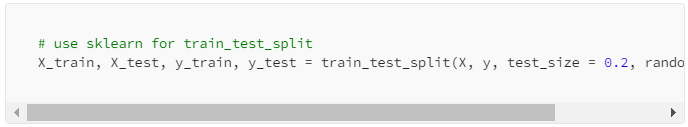 # use sklearn for train_test_split
X_train, X_test, y_train, y_test = train_test_split(X, y, test_size = 0.2, rando